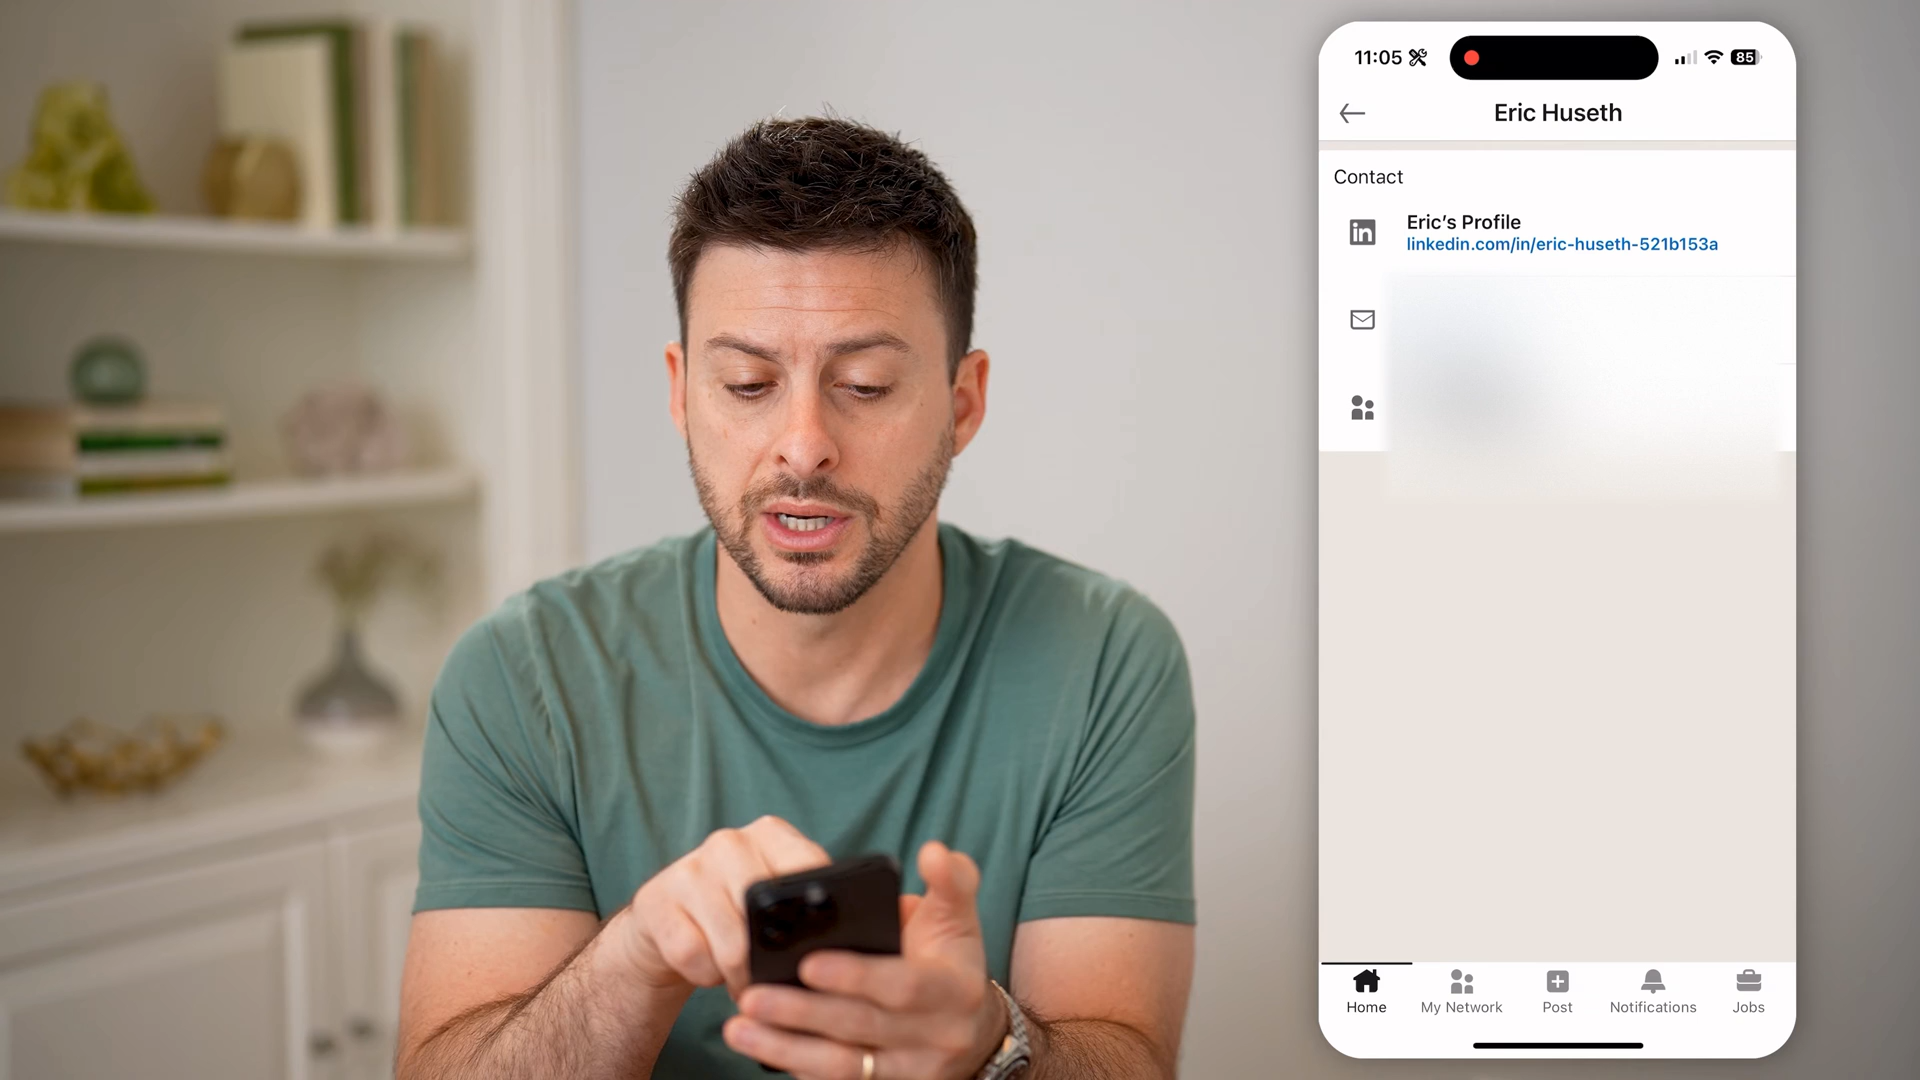 11:05
85
Eric Huseth
Contact
in
Eric's Profile
linkedin.com/in/eric-huseth-521b153a
Home
My Network
Post
Notifications
Jobs